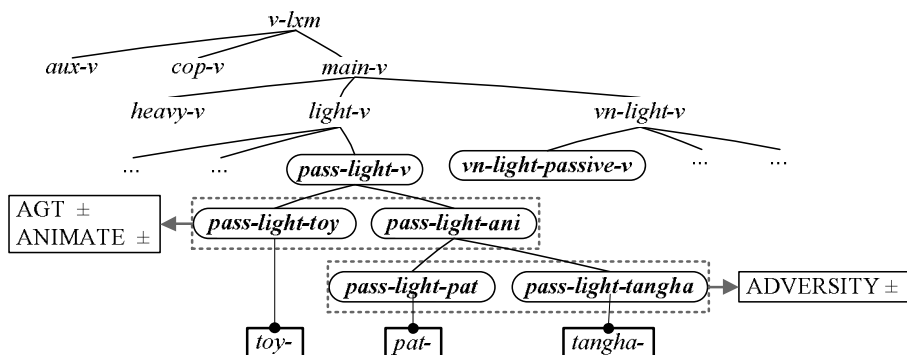 v-lxm
aux-v cop-v main-v
heavy-v light-v vn-light-v
... ... pass-light-v vn-light-passive-v ... ...
AGT ±
ANIMATE ±
pass-light-toy pass-light-ani
pass-light-pat pass-light-tangha ADVERSITY ±
toy- pat- tangha-